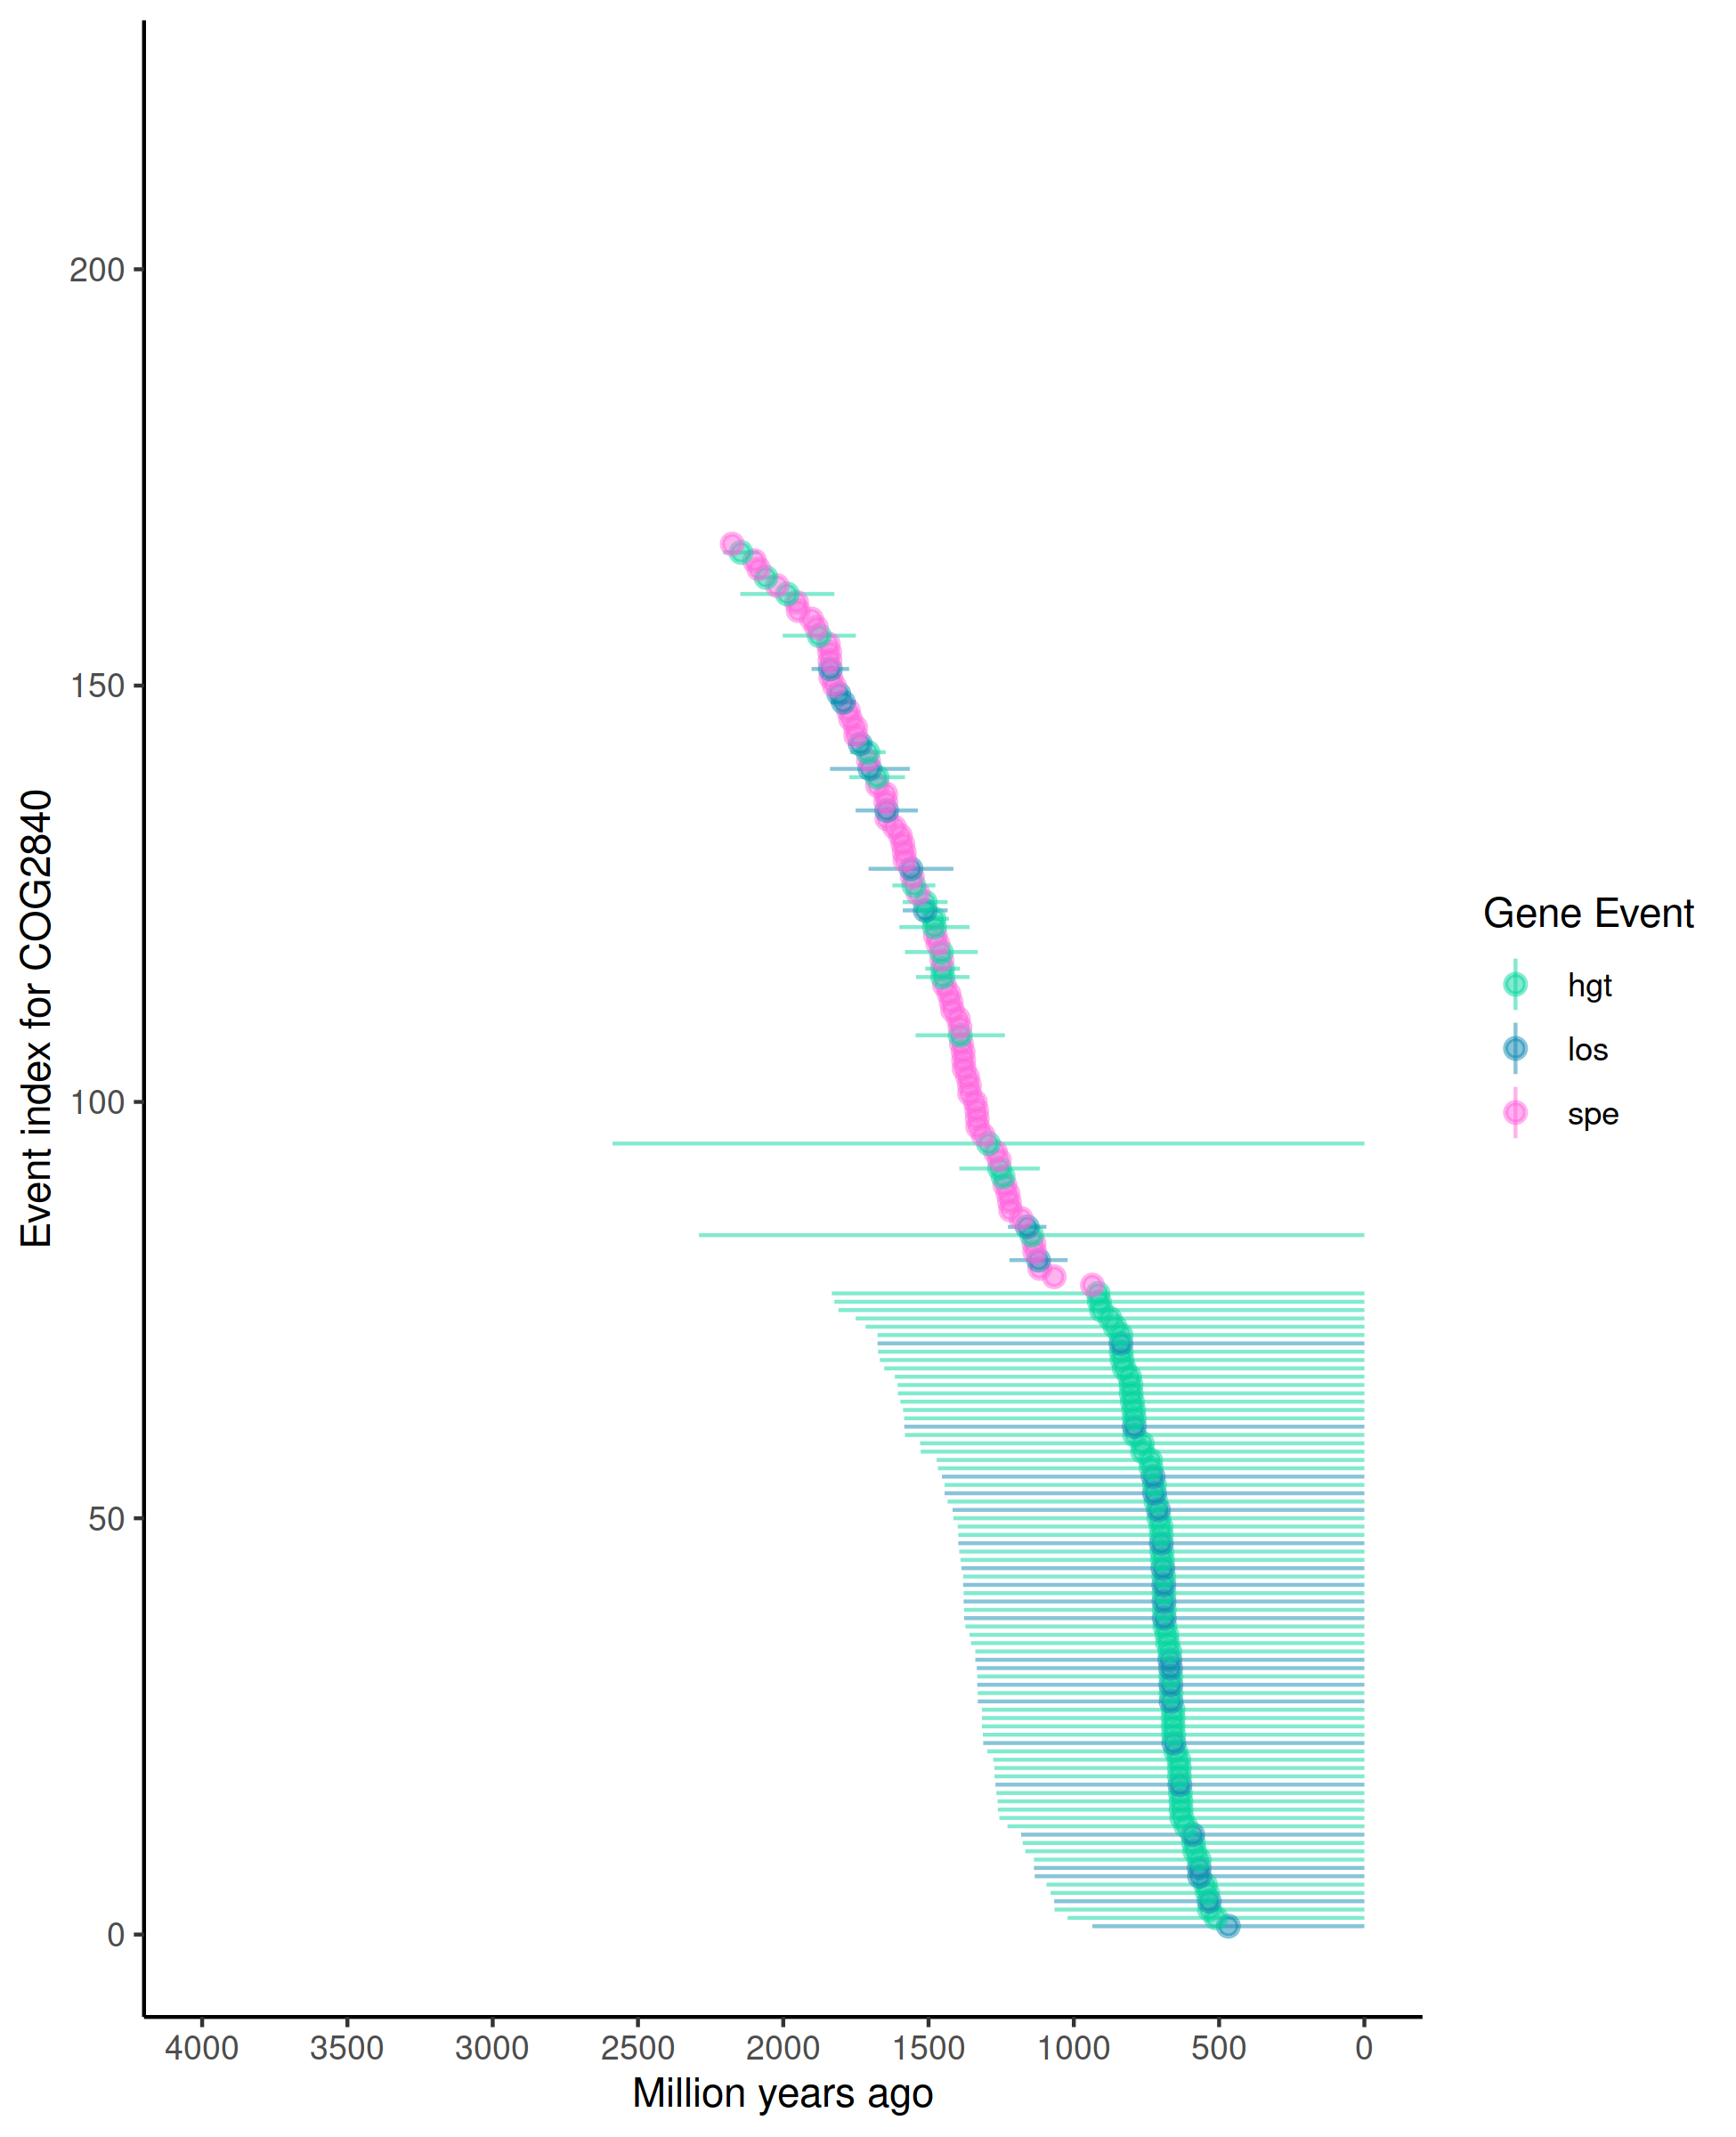 Event index for COG2840
200
150
100
50
0
4000 3500 3000 2500 2000 1500 1000 500 0
Million years ago
Gene Event
hgt
los
spe